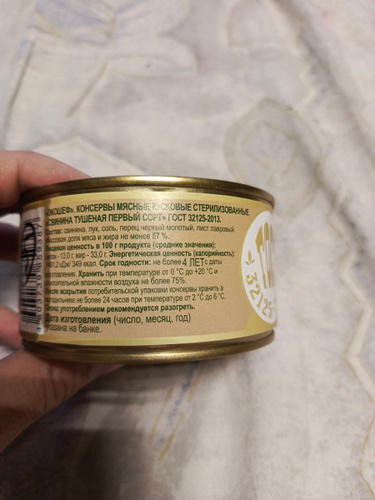 «ОКОШЕФ». КОНСЕРВЫ МЯСНЫЕ КУСКОВЫЕ СТЕРИЛИЗОВАННЫЕ
«СВИНИНА ТУШЕНАЯ ПЕРВЫЙ СОРТ» ГОСТ 32125-2013.
Состав: свинина, лук, соль, перец черный молотый, лист лавровый.
Массовая доля мяса и жира не менее 57 %.
Пищевая ценность в 100 г продукта (средние значения):
белок - 13,0 г; жир - 33,0 г. Энергетическая ценность (калорийность):
кДж/ 349 ккал. Срок годности: не более 4 ЛЕТ с даты
изготовления. Хранить при температуре от 0 °С до +20 °С и
относительной влажности воздуха не более 75%.
После вскрытия потребительской упаковки консервы хранить в
холодильнике не более 24 часов при температуре от 2 °С до 6 °С.
Перед употреблением рекомендуется разогреть.
Дата изготовления (число, месяц, год)
указана на банке.
32125-